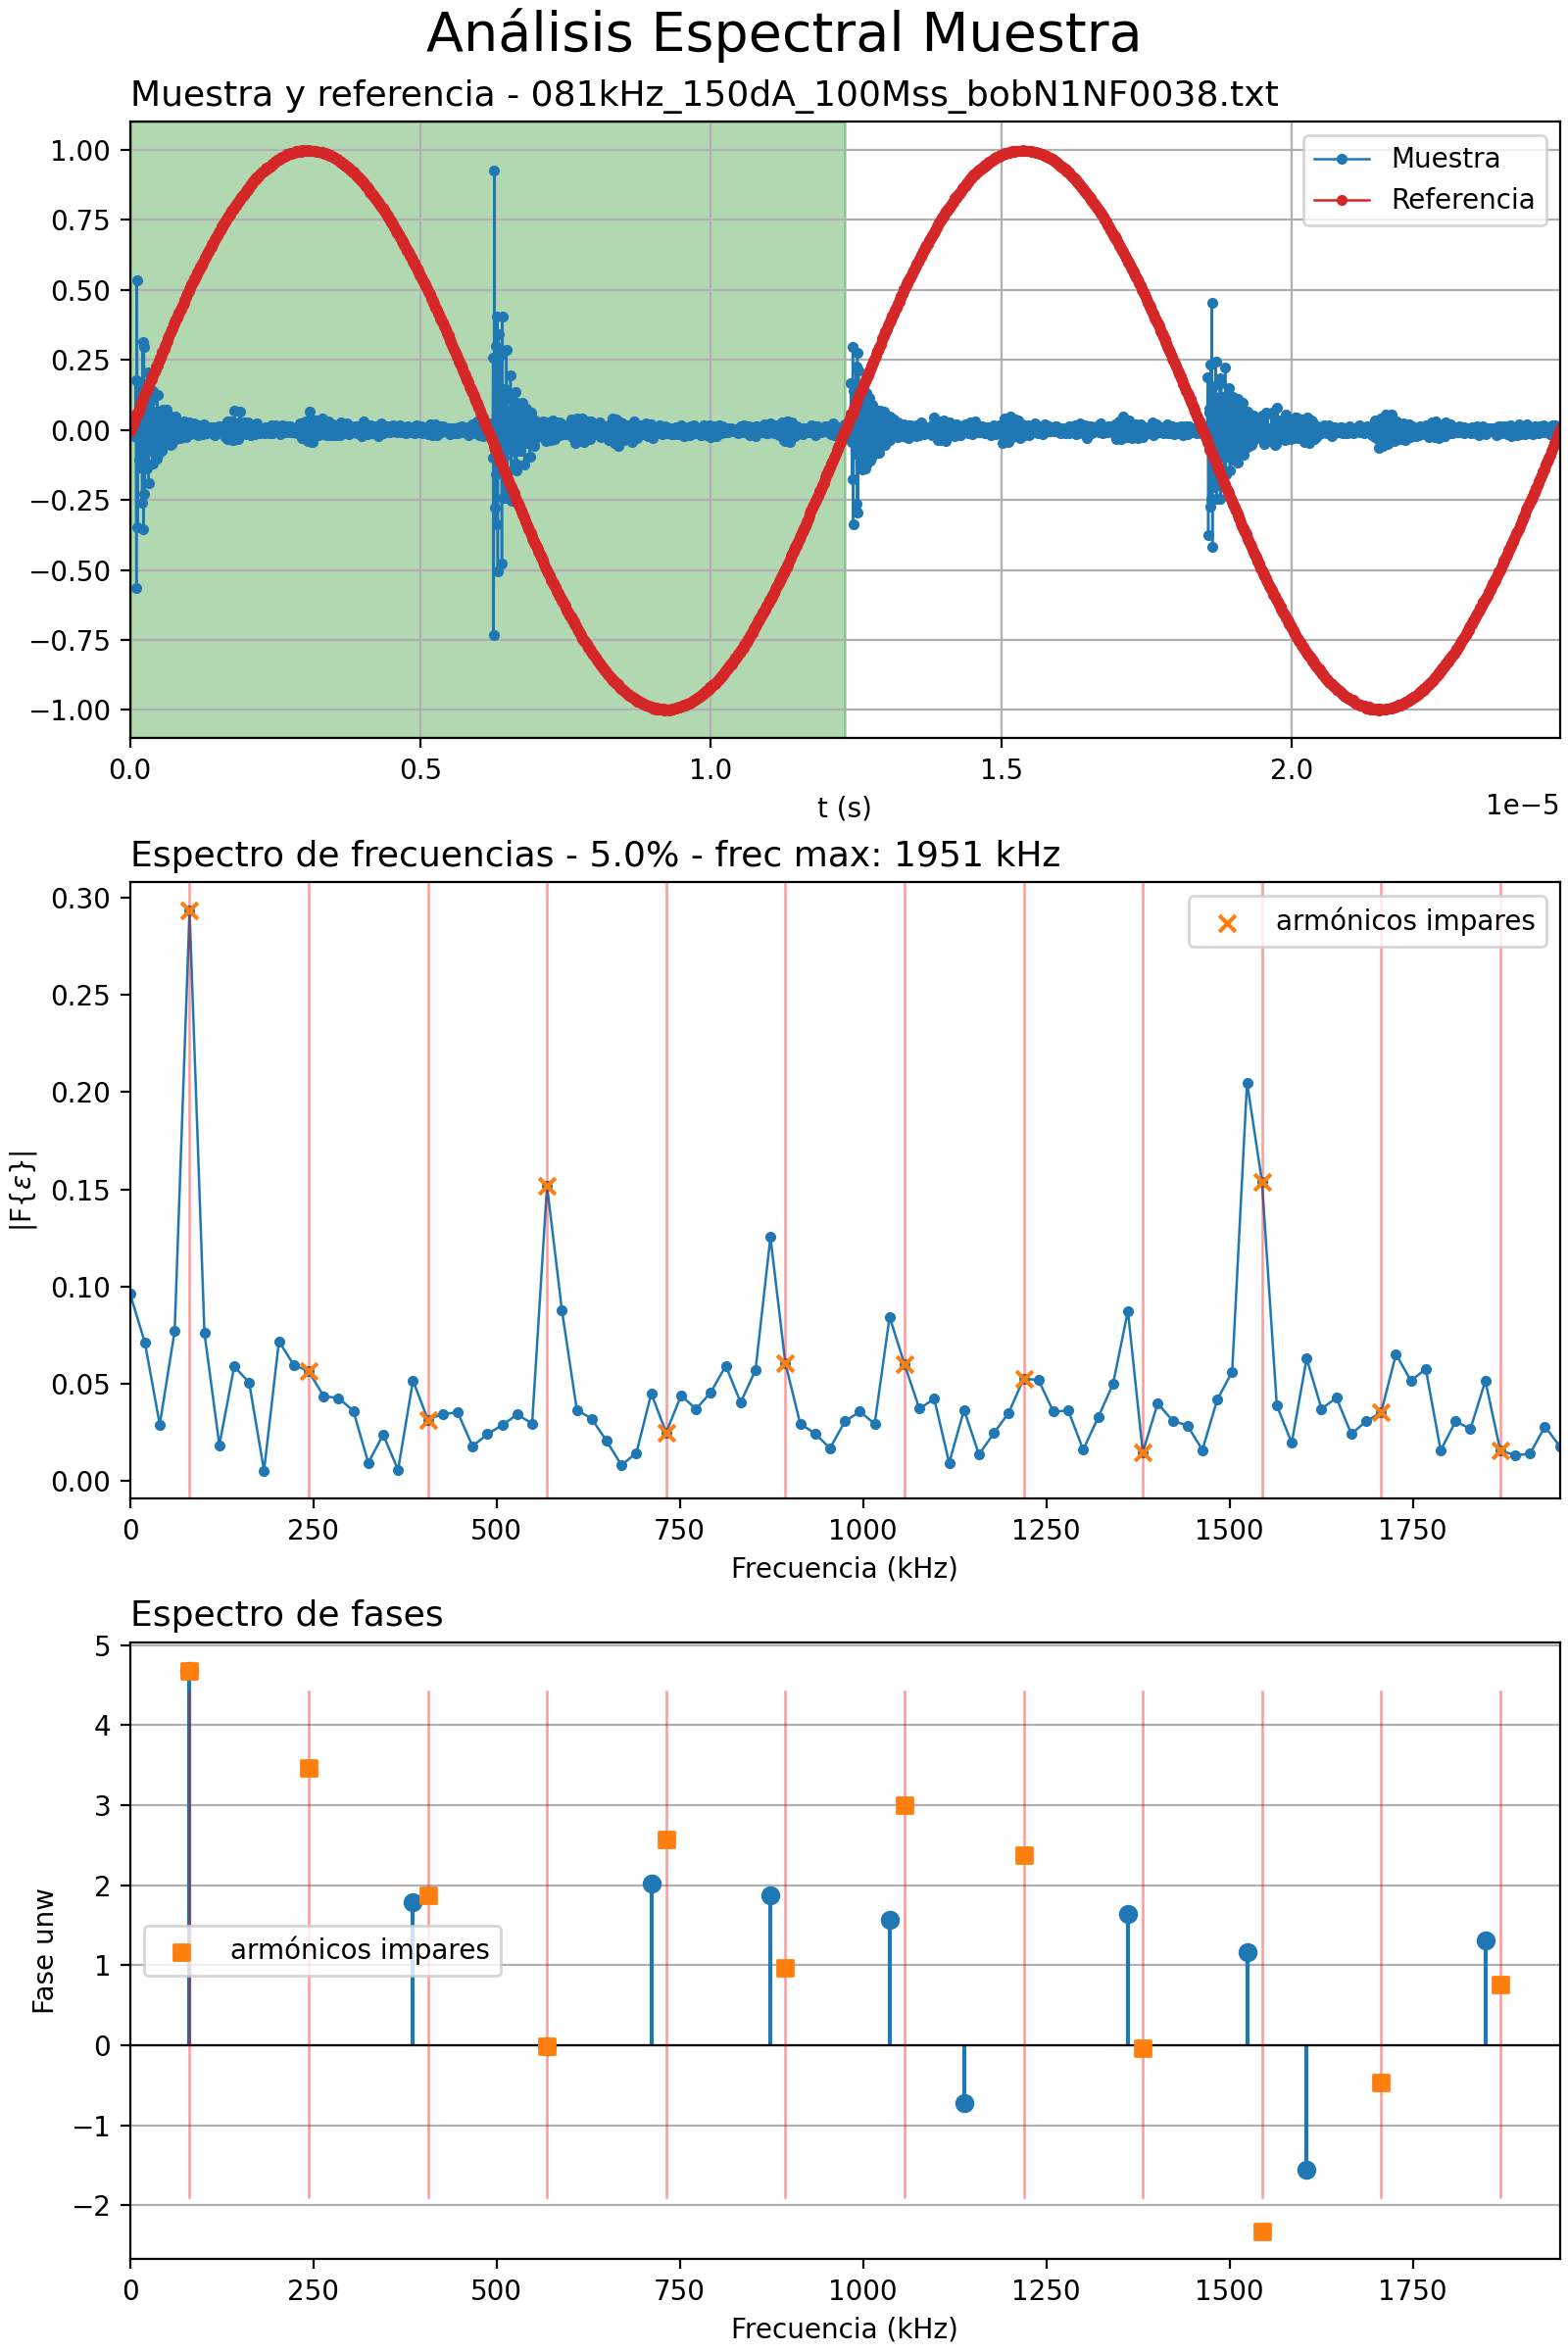 Análisis Espectral Muestra
Muestra y referencia - 081kHz_150dA_100Mss_bobN1NF0038.txt
1.00
0.75
0.50
0.25
0.00
−0.25
−0.50
−0.75
−1.00
Muestra
Referencia
0.0 0.5 1.0 1.5 2.0
t (s)
1e−5
Espectro de frecuencias - 5.0% - frec max: 1951 kHz
|F{ε}|
0.30
0.25
0.20
0.15
0.10
0.05
0.00
armónicos impares
0 250 500 750 1000 1250 1500 1750
Frecuencia (kHz)
Espectro de fases
Fase unw
5
4
3
2
1
0
−1
−2
armónicos impares
0 250 500 750 1000 1250 1500 1750
Frecuencia (kHz)